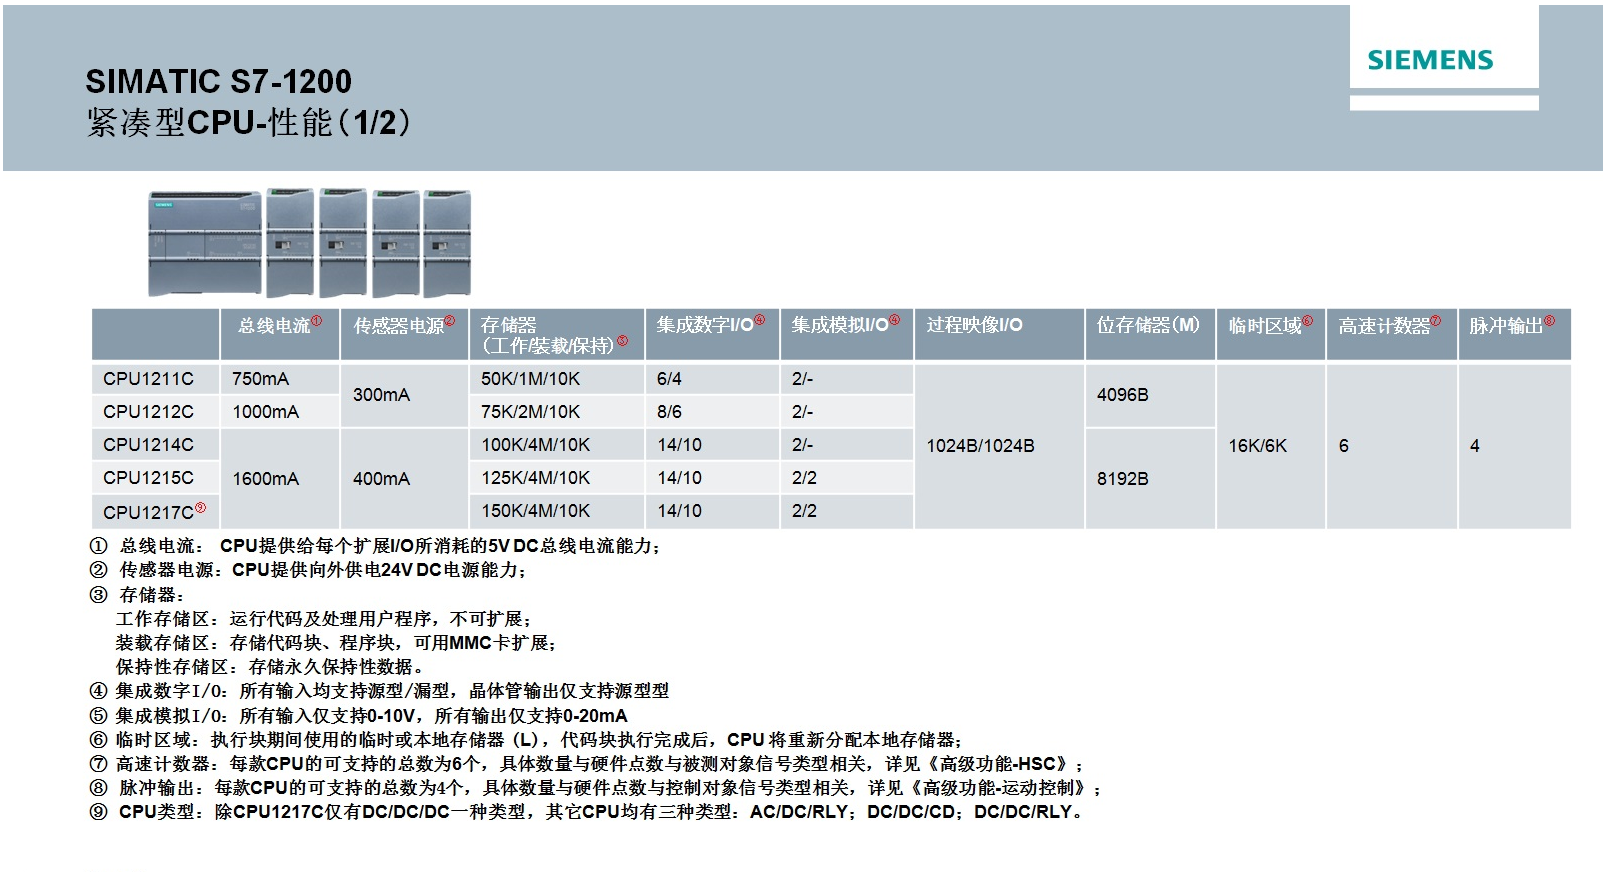 SIEMENS
SIMATIC S7-1200
紧凑型CPU-性能（1/2）
SIEMENS
总线电流① 传感器电源② 存储器（工作/装载/保持）③ 集成数字I/O④ 集成模拟I/O④ 过程映像I/O 位存储器（M） 临时区域⑥ 高速计数器⑦ 脉冲输出⑧
CPU1211C 750mA 300mA 50K/1M/10K 6/4 2/- 1024B/1024B 4096B 16K/6K 6 4
CPU1212C 1000mA 75K/2M/10K 8/6 2/-
CPU1214C 1600mA 400mA 100K/4M/10K 14/10 2/- 8192B
CPU1215C 125K/4M/10K 14/10 2/2
CPU1217C⑨ 150K/4M/10K 14/10 2/2
① 总线电流： CPU提供给每个扩展I/O所消耗的5V DC总线电流能力；
② 传感器电源：CPU提供向外供电24V DC电源能力；
③ 存储器：
工作存储区：运行代码及处理用户程序，不可扩展；
装载存储区：存储代码块、程序块，可用MMC卡扩展；
保持性存储区：存储永久保持性数据。
④ 集成数字I/O：所有输入均支持源型/漏型，晶体管输出仅支持源型型
⑤ 集成模拟I/O：所有输入仅支持0-10V，所有输出仅支持0-20mA
⑥ 临时区域：执行块期间使用的临时或本地存储器 (L)，代码块执行完成后，CPU 将重新分配本地存储器；
⑦ 高速计数器：每款CPU的可支持的总数为6个，具体数量与硬件点数与被测对象信号类型相关，详见《高级功能-HSC》；
⑧ 脉冲输出：每款CPU的可支持的总数为4个，具体数量与硬件点数与控制对象信号类型相关，详见《高级功能-运动控制》；
⑨ CPU类型：除CPU1217C仅有DC/DC/DC一种类型，其它CPU均有三种类型：AC/DC/RLY；DC/DC/CD；DC/DC/RLY。